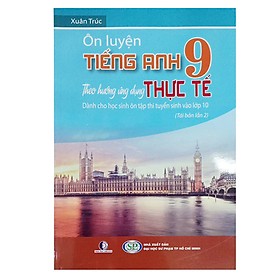 Xuân Trúc
Ôn luyện
TIẾNG ANH 9
Theo hướng ứng dụng THỰC TẾ
Dành cho học sinh ôn tập thi tuyển sinh vào lớp 10
(Tái bản lần 2)
NHÀ XUẤT BẢN
ĐẠI HỌC SƯ PHẠM TP HỒ CHÍ MINH